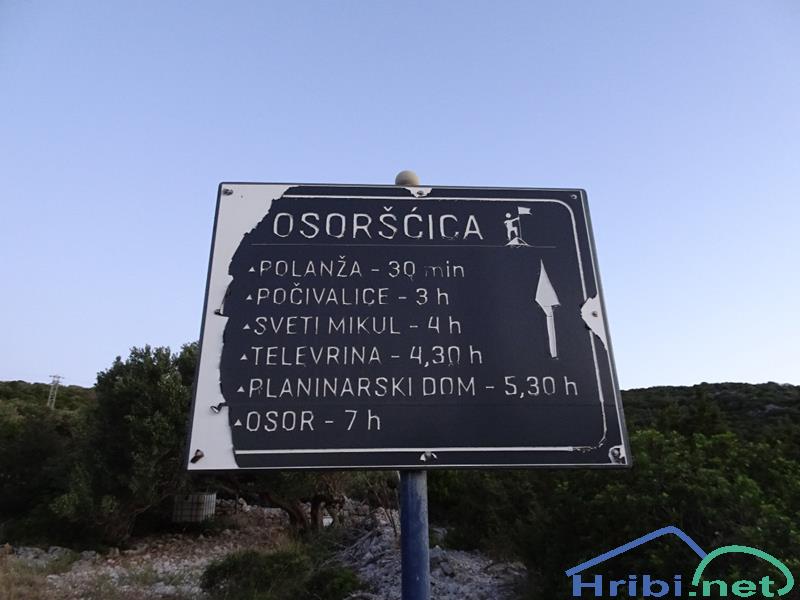 OSORŠĆICA
POLANŽA - 30 min
POČIVALICE - 3 h
SVETI MIKUL - 4 h
TELEVRINA - 4,30 h
PLANINARSKI DOM - 5,30 h
OSOR - 7 h
Hribi.net